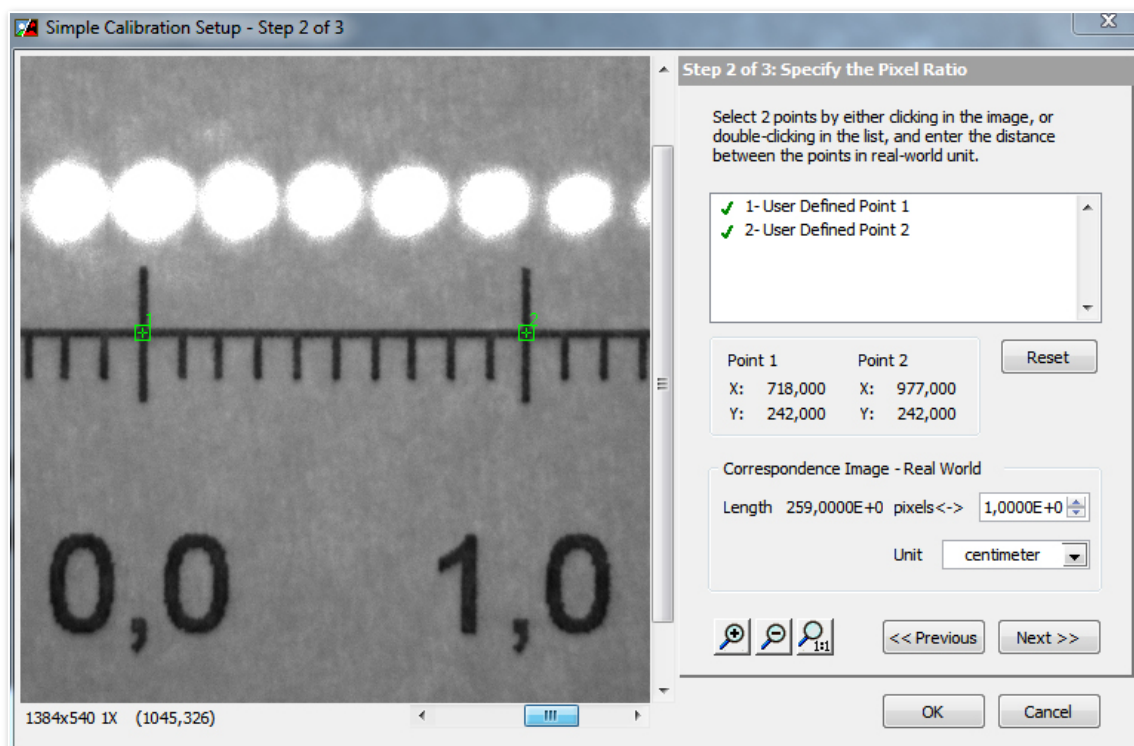 Simple Calibration Setup - Step 2 of 3
X
Step 2 of 3: Specify the Pixel Ratio
Select 2 points by either clicking in the image, or
double-clicking in the list, and enter the distance
between the points in real-world unit.
1- User Defined Point 1
2- User Defined Point 2
1
2
Point 1 Point 2 Reset
X: 718,000 X: 977,000
Y: 242,000 Y: 242,000
Correspondence Image - Real World
Length 259,0000E+0 pixels<-> 1,0000E+0
Unit centimeter
0,0 1,0
1:1 << Previous Next >>
1384x540 1X (1045,326)
OK Cancel